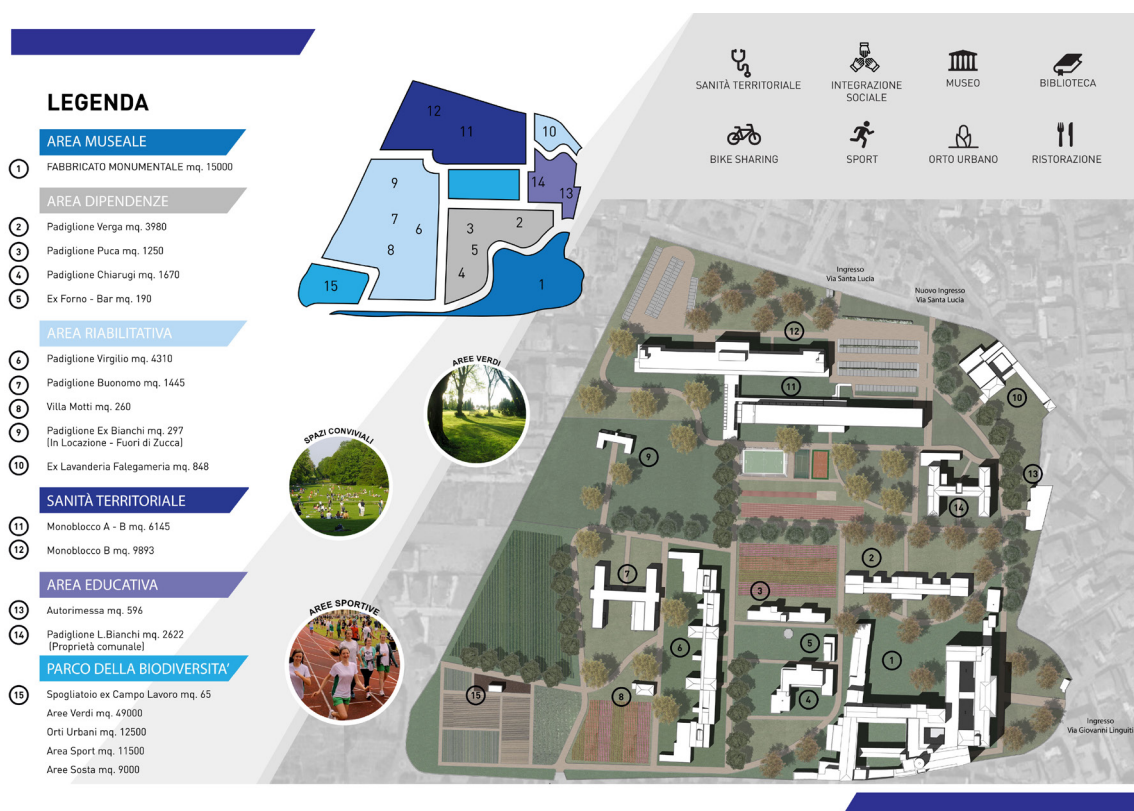 LEGENDA
AREA MUSEALE
1 FABBRICATO MONUMENTALE mq. 15000
AREA DIPENDENZE
2 Padiglione Verga mq. 3980
3 Padiglione Puca mq. 1250
4 Padiglione Chiarugi mq. 1670
5 Ex Forno - Bar mq. 190
AREA RIABILITATIVA
6 Padiglione Virgilio mq. 4310
7 Padiglione Buonomo mq. 1445
8 Villa Motti mq. 260
9 Padiglione Ex Bianchi mq. 297
(In Locazione - Fuori di Zucca)
10 Ex Lavanderia Falegameria mq. 848
SANITÀ TERRITORIALE
11 Monoblocco A - B mq. 6145
12 Monoblocco B mq. 9893
AREA EDUCATIVA
13 Autorimessa mq. 596
14 Padiglione L.Bianchi mq. 2622
(Proprietà comunale)
PARCO DELLA BIODIVERSITA’
15 Spogliatoio ex Campo Lavoro mq. 65
Aree Verdi mq. 49000
Orti Urbani mq. 12500
Area Sport mq. 11500
Aree Sosta mq. 9000
12
11
10
9
14
13
7
6
3
2
8
5
4
15
1
SANITÀ TERRITORIALE
INTEGRAZIONE
SOCIALE
MUSEO
BIBLIOTECA
BIKE SHARING
SPORT
ORTO URBANO
RISTORAZIONE
AREE VERDI
SPAZI CONVIVIALI
AREE SPORTIVE
Ingresso
Via Santa Lucia
Nuovo Ingresso
Via Santa Lucia
12
11
10
9
13
14
2
7
3
6
5
1
15
8
4
Ingresso
Via Giovanni Linguiti